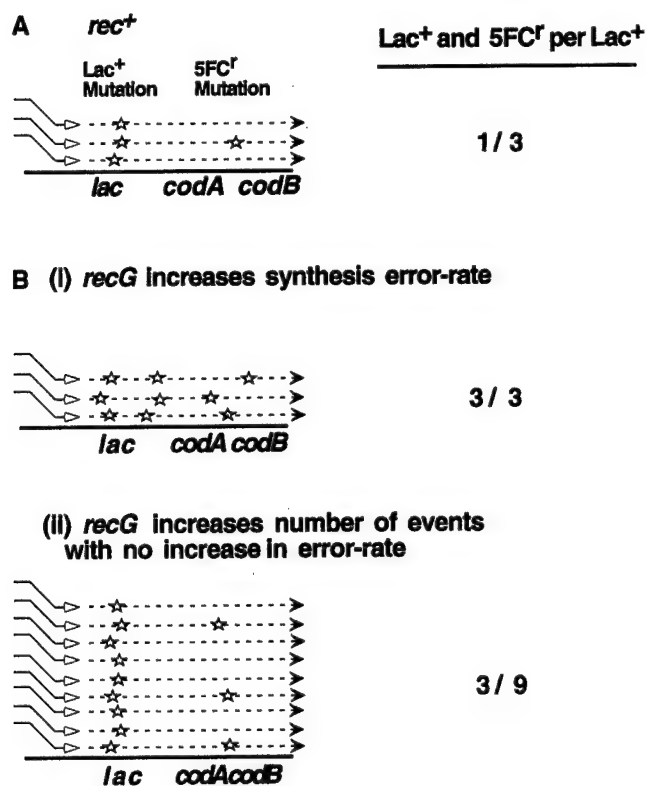 A rec+
Lac+ and 5FCr per Lac+
Lac+ Mutation
5FCr Mutation
1/3
lac codA codB
B (i) recG increases synthesis error-rate
3/ 3
lac codA codB
(ii) recG increases number of events
with no increase in error-rate
3/ 9
lac codAcodB